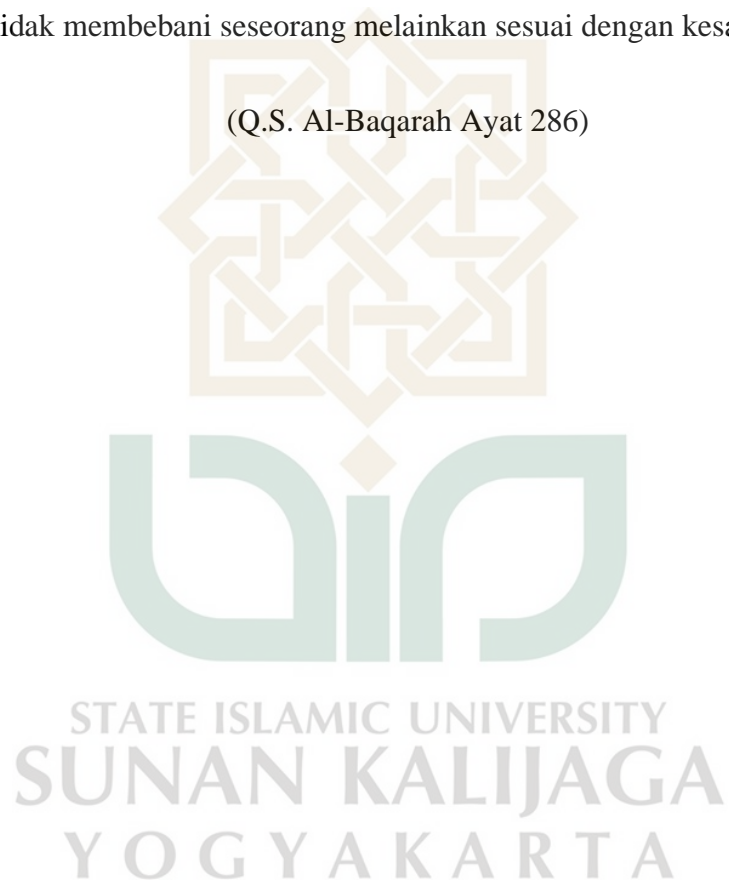 idak membebani seseorang melainkan sesuai dengan kesa
(Q.S. Al-Baqarah Ayat 286)
STATE ISLAMIC UNIVERSITY
SUNAN KALIJAGA
YOGYAKARTA